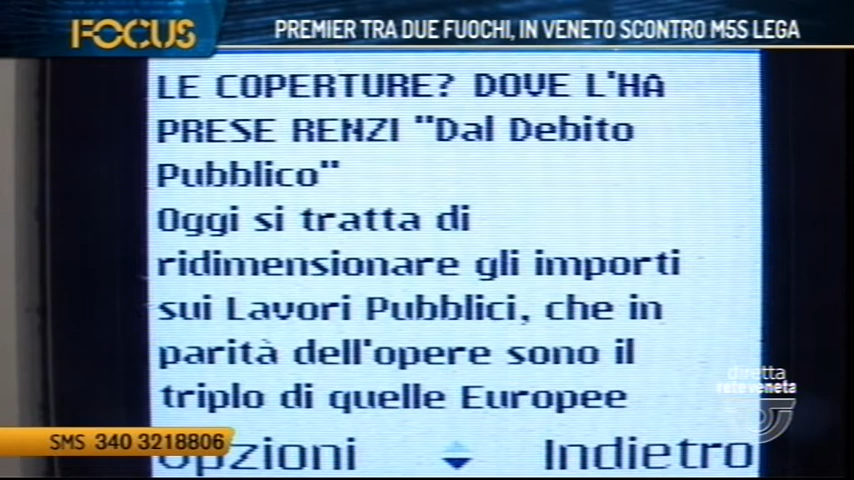 FOCUS
PREMIER TRA DUE FUOCHI, IN VENETO SCONTRO M5S LEGA
LE COPERTURE? DOVE L'HA
PRESE RENZI "Dal Debito
Pubblico"
Oggi si tratta di
ridimensionare gli importi
sui Lavori Pubblici, che in
parità dell'opere sono il
triplo di quelle Europee
diretta
reteveneta
SMS 340 3218806
Opzioni
Indietro